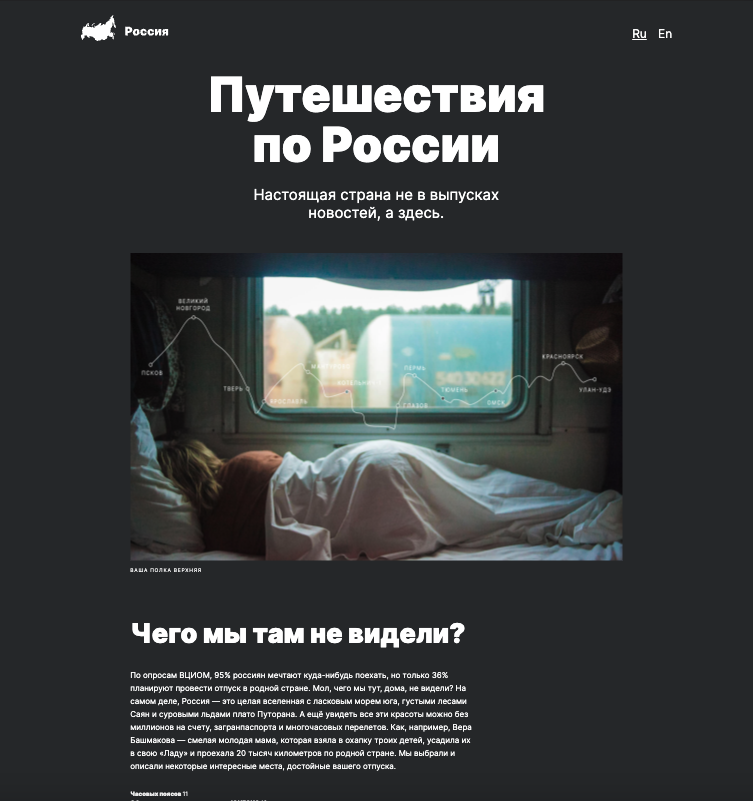 Россия
Ru En
Путешествия
по России
Настоящая страна не в выпусках
новостей, а здесь.
ВЕЛИКИЙ
НОВГОРОД
ПСКОВ
ТВЕРЬ
ЯРОСЛАВЛЬ
ПЕРМЬ
ГЛАЗОВ
ТЮМЕНЬ
ОМСК
КРАСНОЯРСК
УЛАН-УДЭ
ВАША ПОЛКА ВЕРХНЯЯ
Чего мы там не видели?
По опросам ВЦИОМ, 95% россиян мечтают куда-нибудь поехать, но только 36%
планируют провести отпуск в родной стране. Мол, чего мы тут, дома, не видели? На
самом деле, Россия — это целая вселенная с ласковым морем юга, густыми лесами
Саян и суровыми льдами плато Путорана. А ещё увидеть все эти красоты можно без
миллионов на счету, загранпаспорта и многочасовых перелетов. Как, например, Вера
Башмакова — смелая молодая мама, которая взяла в охапку троих детей, усадила их
в свою «Ладу» и проехала 20 тысяч километров по родной стране. Мы выбрали и
описали некоторые интересные места, достойные вашего отпуска.
Часовых поясов 11